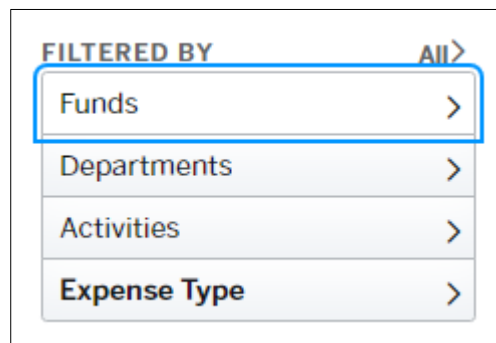 FILTERED BY All>
Funds >
Departments >
Activities >
Expense Type >